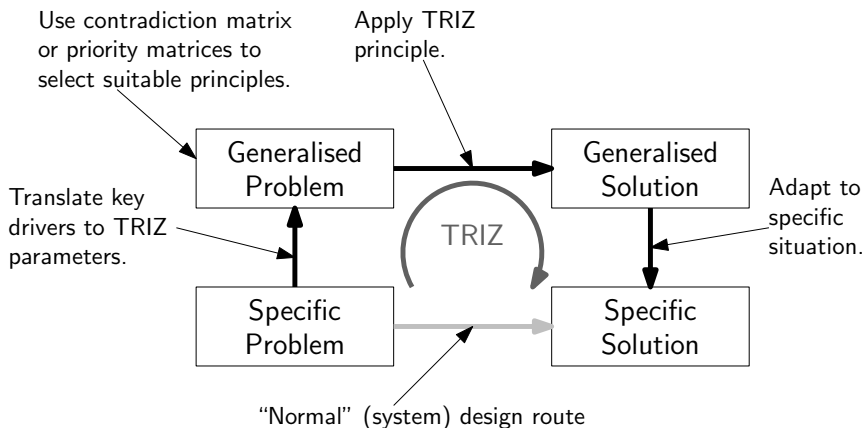 Use contradiction matrix
or priority matrices to
select suitable principles.
Apply TRIZ
principle.
Generalised
Problem
Generalised
Solution
Translate key
drivers to TRIZ
parameters.
TRIZ
Adapt to
specific
situation.
Specific
Problem
Specific
Solution
“Normal” (system) design route